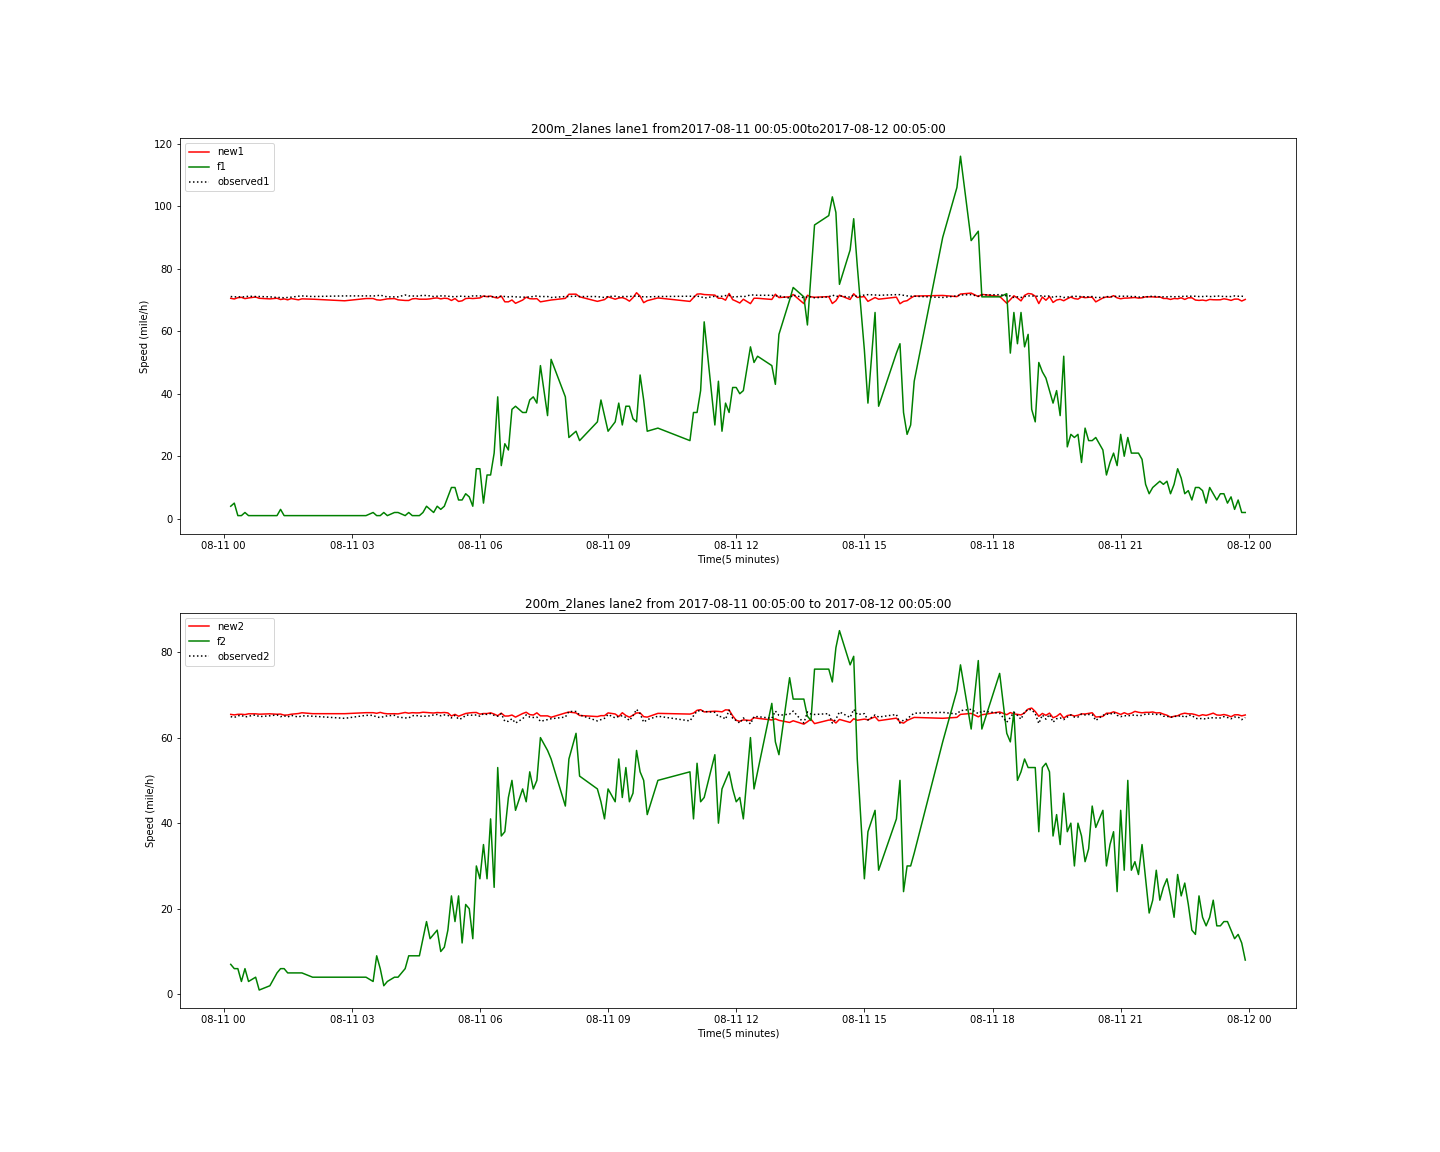 200m_2lanes lane1 from2017-08-11 00:05:00to2017-08-12 00:05:00
new1
f1
observed1
120
100
80
60
40
20
0
Speed (mile/h)
08-11 00 08-11 03 08-11 06 08-11 09 08-11 12 08-11 15 08-11 18 08-11 21 08-12 00
Time(5 minutes)
200m_2lanes lane2 from 2017-08-11 00:05:00 to 2017-08-12 00:05:00
new2
f2
observed2
80
60
40
20
0
Speed (mile/h)
08-11 00 08-11 03 08-11 06 08-11 09 08-11 12 08-11 15 08-11 18 08-11 21 08-12 00
Time(5 minutes)